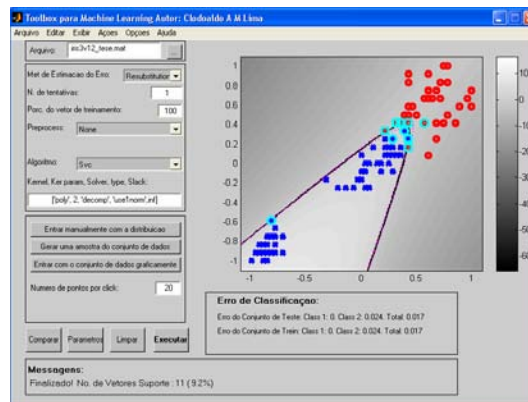 Toolbox para Machine Learning Autor: Clodoaldo A M Lima
Arquivo Editar Exibir Açoes Opçoes Ajuda
Arquivo: iris3v12_tese.mat ...
Met de Estimacao do Erro: Resubstitution
N. de tentativas: 1
Porc. do vetor de treinamento: 100
Preprocess: None
Algoritmo: Svc
Kernel, Ker param, Solver, type, Slack:
['poly', 2, 'decomp', 'use1norm',inf]
Entrar manualmente com a distribuicao
Gerar uma amostra do conjunto de dados
Entrar com o conjunto de dados graficamente
Numero de pontos por click: 20
Comparar Parametros Limpar Executar
1
0.8
0.6
0.4
0.2
0
-0.2
-0.4
-0.6
-0.8
-1
-1 -0.5 0 0.5 1
10
0
-10
-20
-30
-40
-50
-60
Erro de Classificaçao:
Erro do Conjunto de Teste: Class 1: 0. Class 2: 0.024. Total: 0.017
Erro do Conjunto de Trein: Class 1: 0. Class 2: 0.024. Total: 0.017
Messagens:
Finalizado! No. de Vetores Suporte : 11 (9.2%)